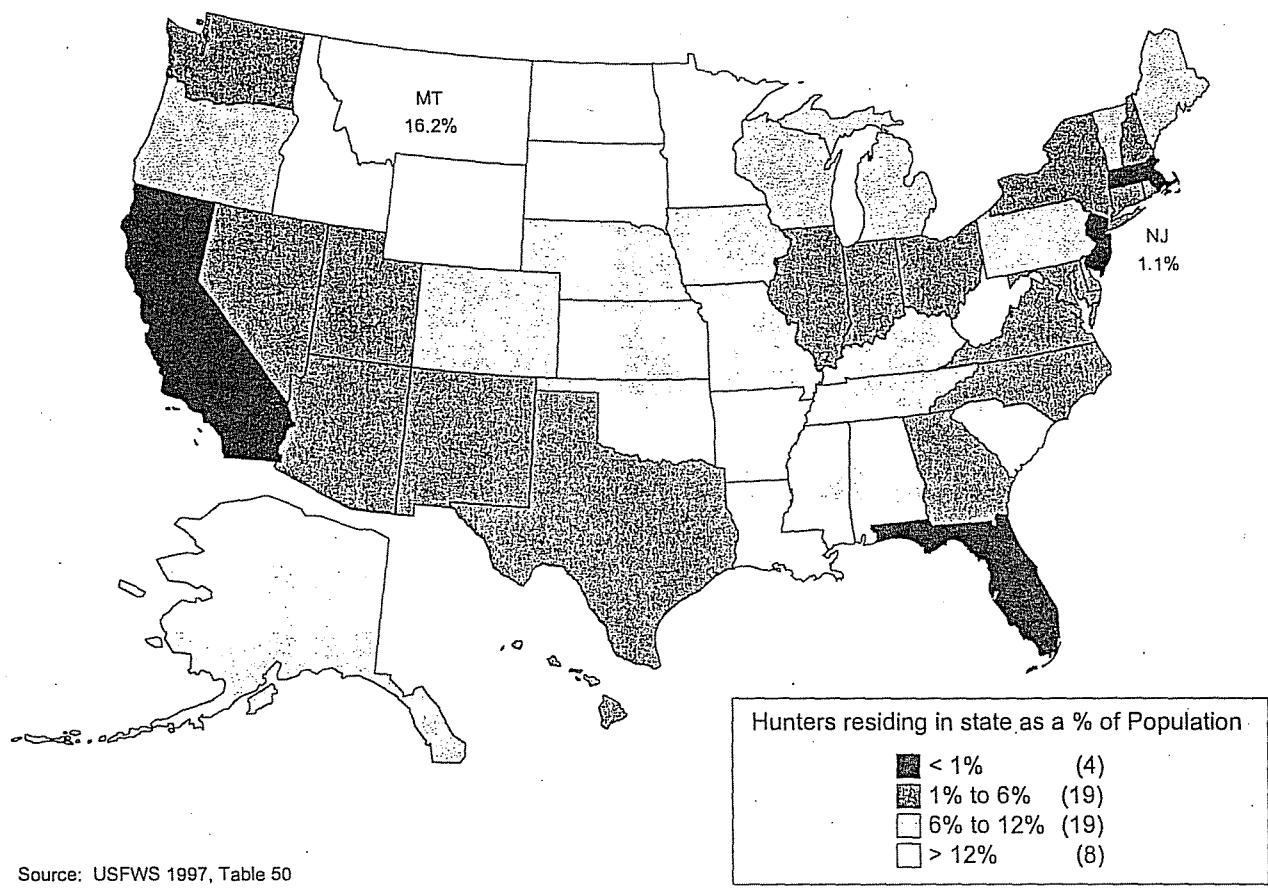 MT
16.2%
NJ
1.1%
Hunters residing in state as a % of Population
< 1% (4)
1% to 6% (19)
6% to 12% (19)
> 12% (8)
Source: USFWS 1997, Table 50